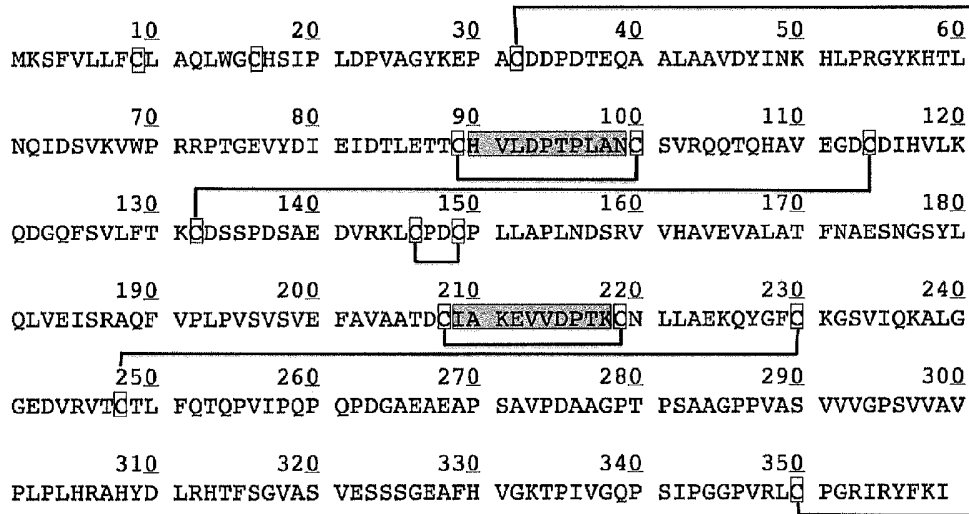 10 20 30 40 50 60
MKSFVLLFCL AQLWGCHSIP LDPVAGYKEP ACDDPDTEQA ALAAVDYINK HLPRGYKHTL
70 80 90 100 110 120
NQIDSVKVWP RRPTGEVYDI EIDTLETTCH VLDPTPLANC SVRQQTQHAV EGDCDIHVLK
130 140 150 160 170 180
QDGQFSVLFT KCDSSPDSAE DVRKLCPDCP LLAPLNDSRV VHAVEVALAT FNAESNGSYL
190 200 210 220 230 240
QLVEISRAQF VPLPVSVSVE FAVAATDCIA KEVVDPTKCN LLAEKQYGFC KGSVIQKALG
250 260 270 280 290 300
GEDVRVTCTL FQTQPVIPQP QPDGAEAEAP SAVPDAAGPT PSAAGPPVAS VVVGPSVVAV
310 320 330 340 350
PLPLHRAHYD LRHTFSGVAS VESSSGEAFH VGKTPIVGQP SIPGGPVRLC PGRIRYFKI